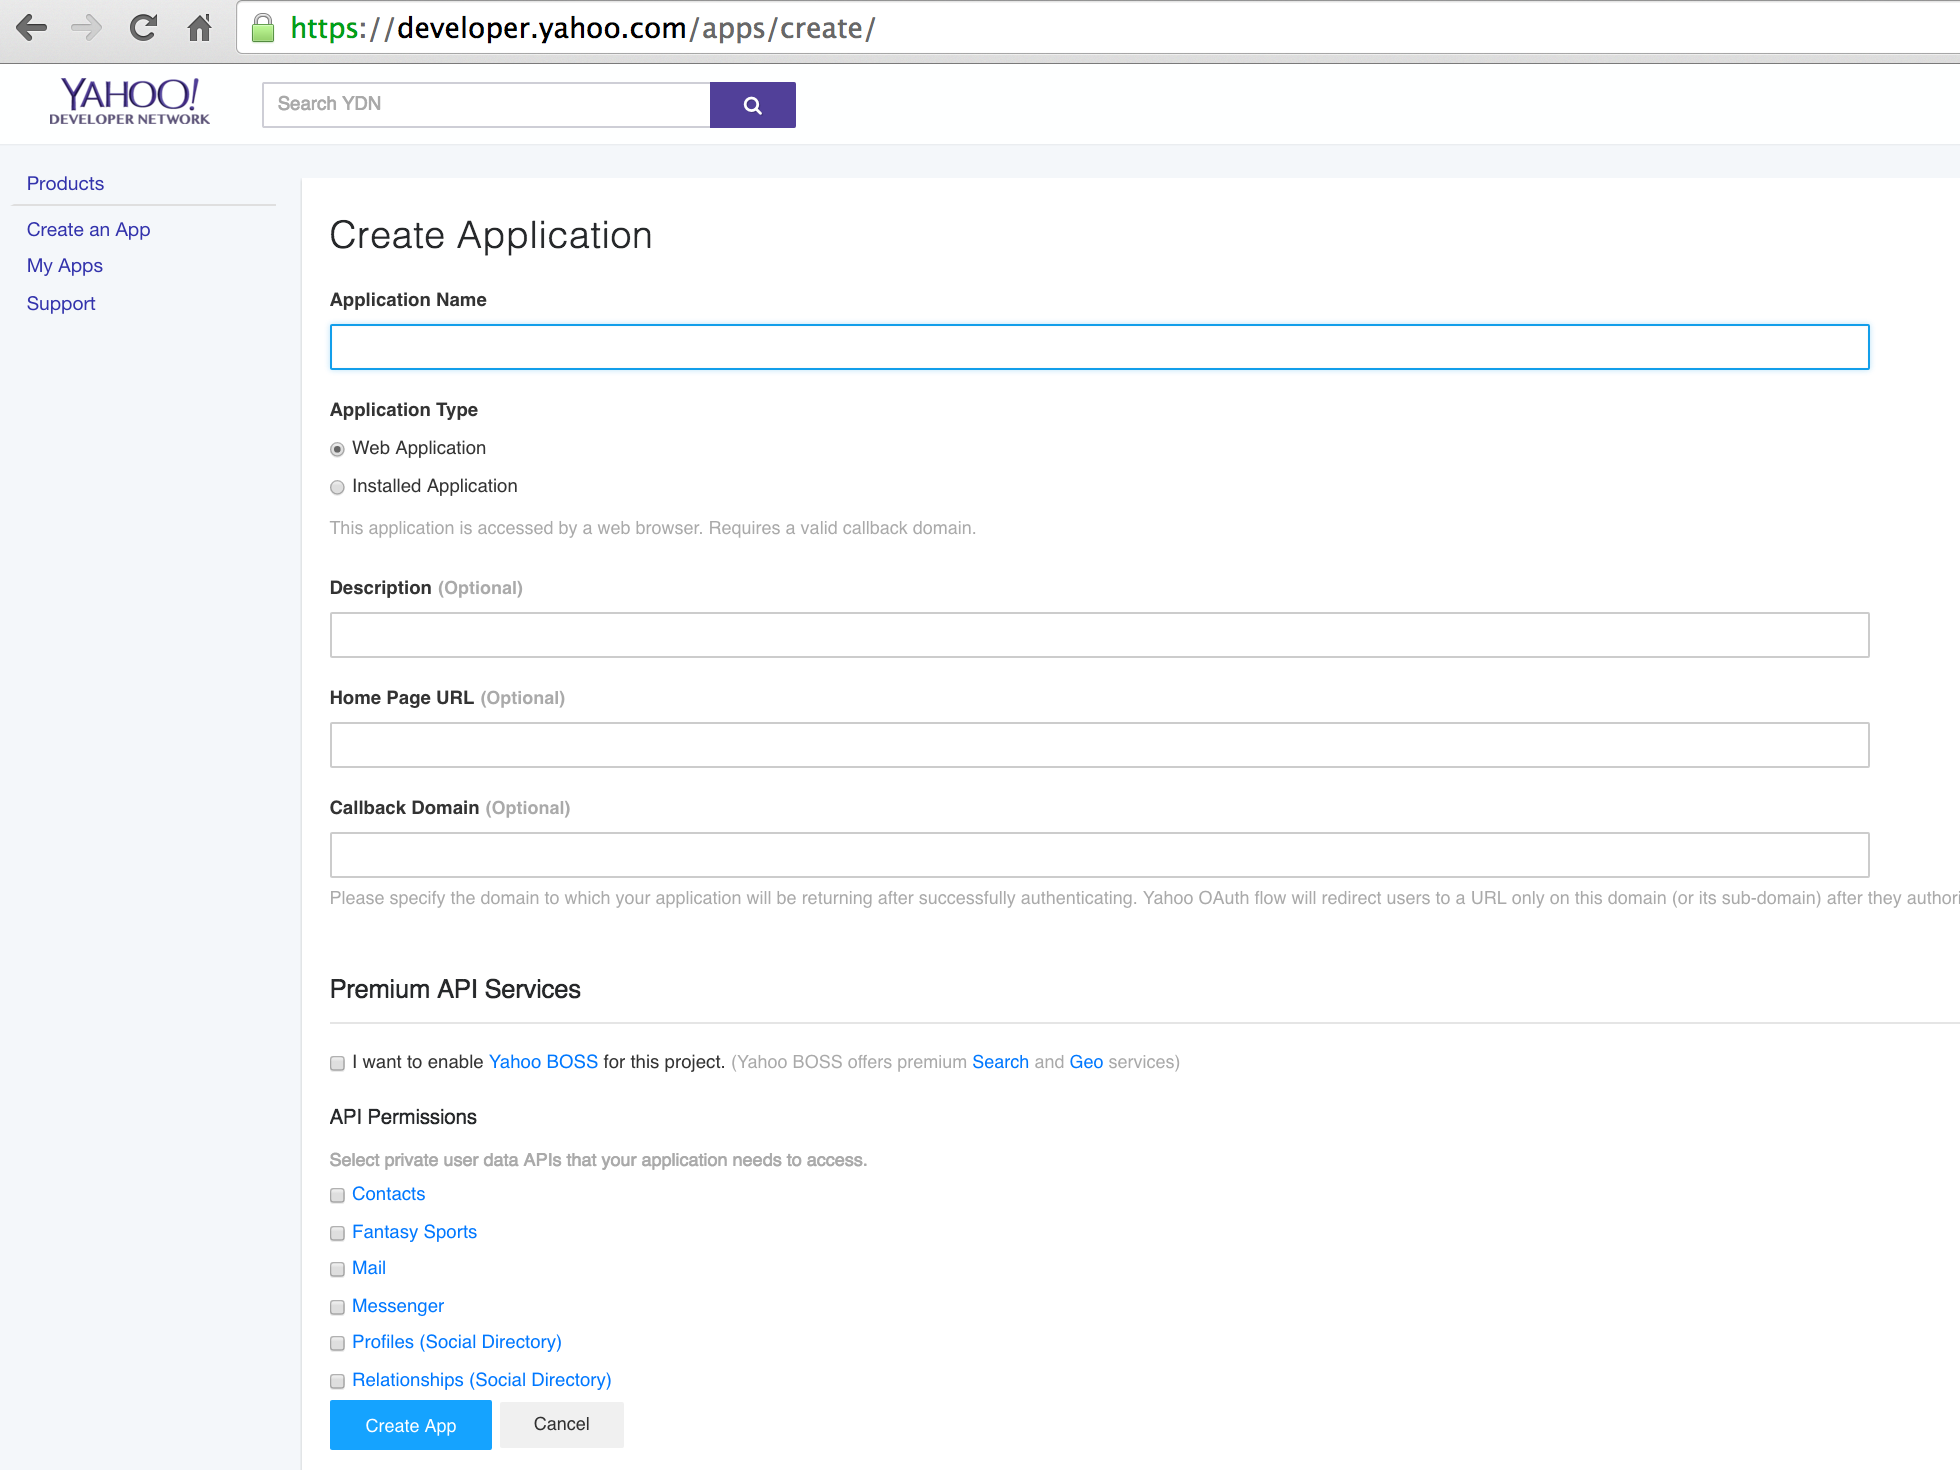 https://developer.yahoo.com/apps/create/
YAHOO!
DEVELOPER NETWORK
Search YDN
Products
Create an App
My Apps
Support
Create Application
Application Name
Application Type
Web Application
Installed Application
This application is accessed by a web browser. Requires a valid callback domain.
Description (Optional)
Home Page URL (Optional)
Callback Domain (Optional)
Please specify the domain to which your application will be returning after successfully authenticating. Yahoo OAuth flow will redirect users to a URL only on this domain (or its sub-domain) after they authori
Premium API Services
I want to enable Yahoo BOSS for this project. (Yahoo BOSS offers premium Search and Geo services)
API Permissions
Select private user data APIs that your application needs to access.
Contacts
Fantasy Sports
Mail
Messenger
Profiles (Social Directory)
Relationships (Social Directory)
Create App
Cancel